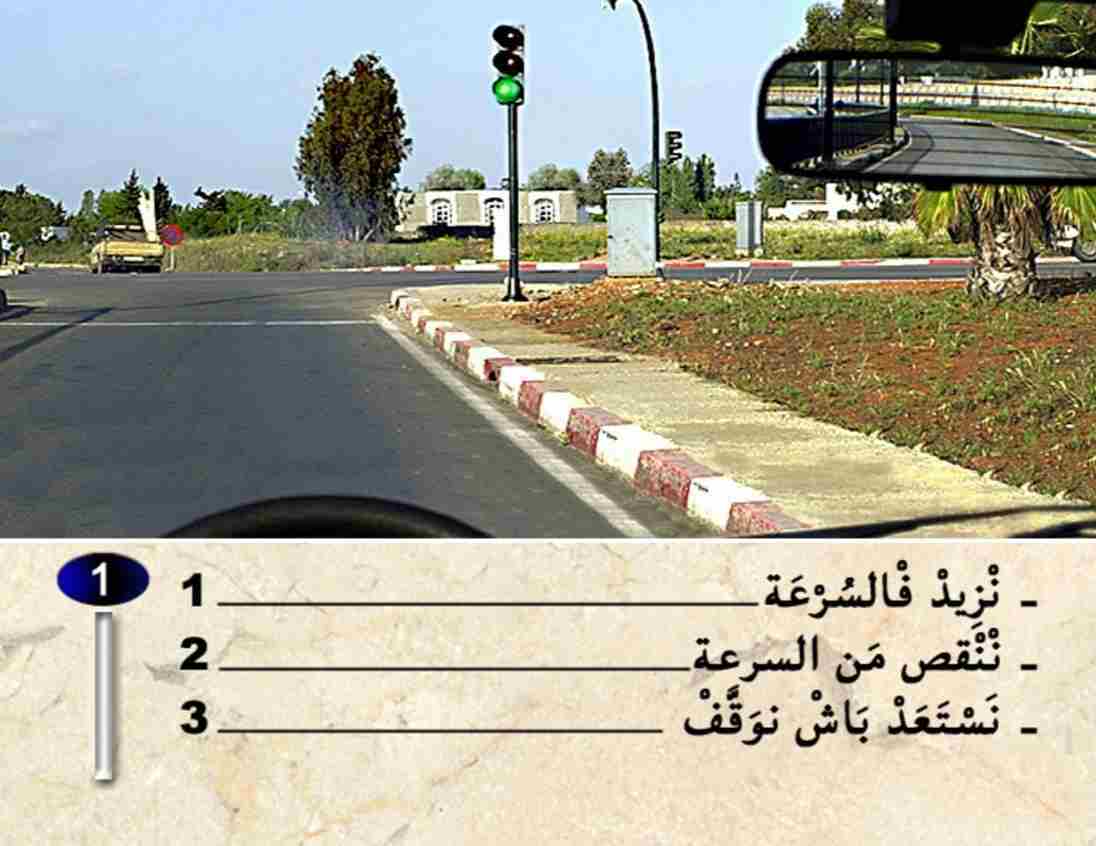 1
ـ نْزِيدْ فْالسُرْعَة 1
ـ نْنْقص مَن السرعة 2
ـ نَسْتَعَدْ بَاشْ نوَقَّفْ 3